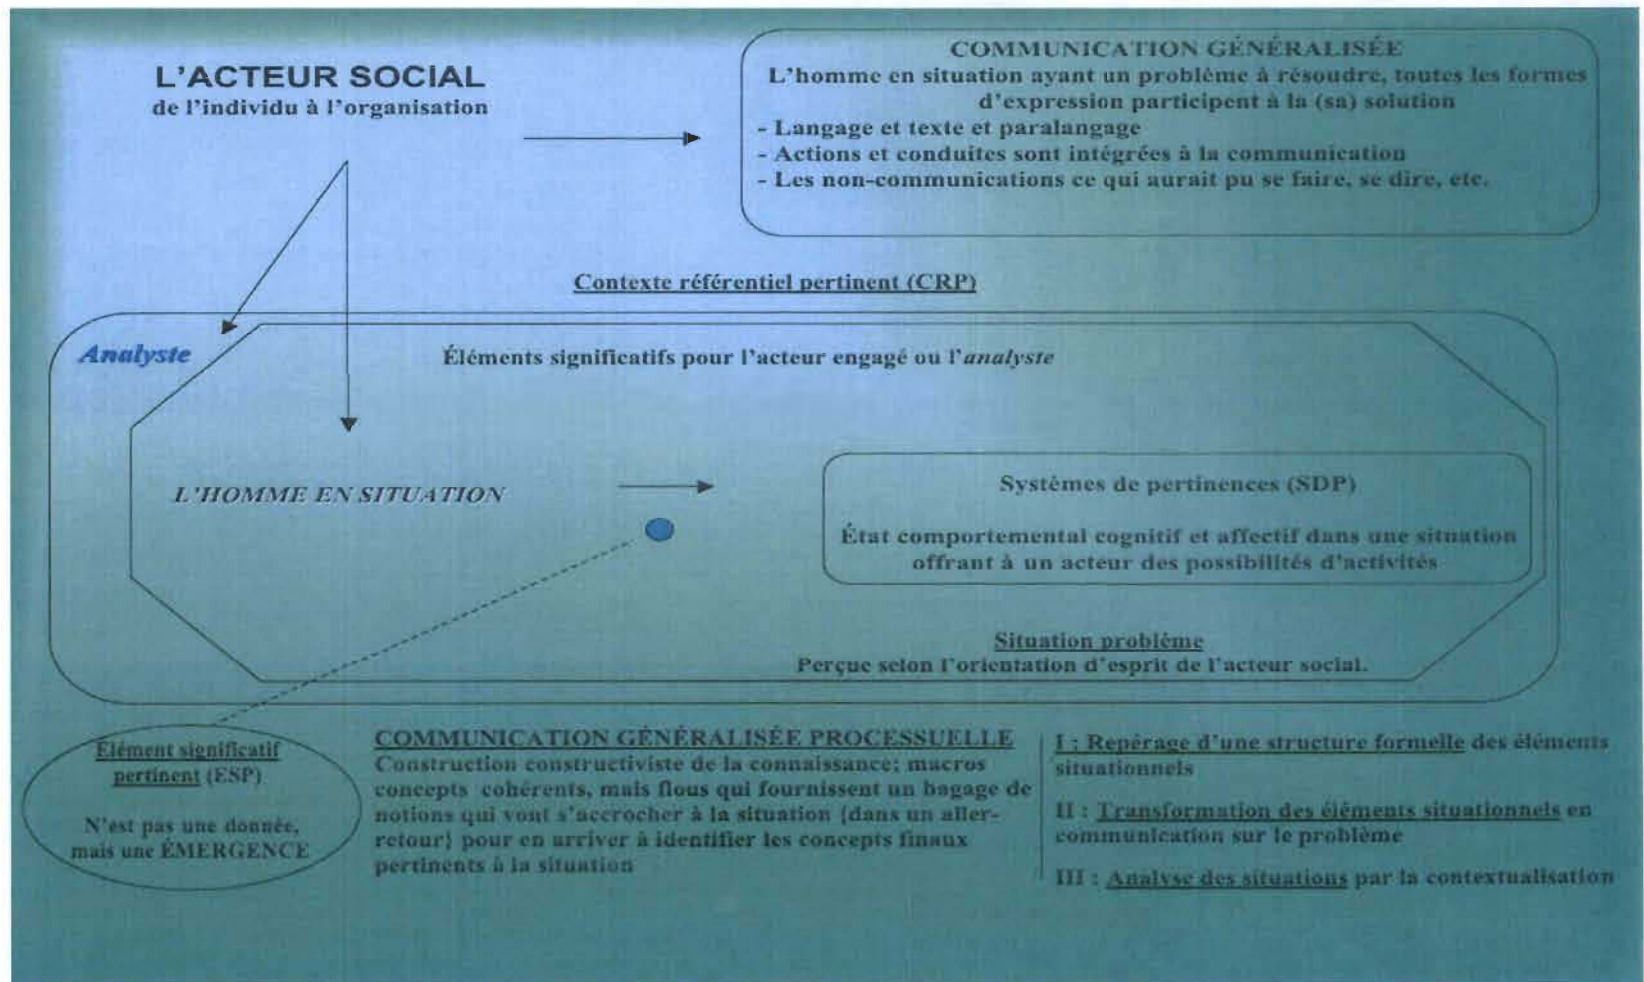 L'ACTEUR SOCIAL
de l'individu à l'organisation
COMMUNICATION GÉNÉRALISÉE
L'homme en situation ayant un problème à résoudre, toutes les formes
d'expression participent à la (sa) solution
- Langage et texte et paralangage
- Actions et conduites sont intégrées à la communication
- Les non-communications ce qui aurait pu se faire, se dire, etc.
Contexte référentiel pertinent (CRP)
Analyste
Éléments significatifs pour l'acteur engagé ou l'analyste
L'HOMME EN SITUATION
Systèmes de pertinences (SDP)
État comportemental cognitif et affectif dans une situation
offrant à un acteur des possibilités d'activités
Situation problème
Perçue selon l'orientation d'esprit de l'acteur social.
Elément significatif
pertinent (ESP)
N'est pas une donnée,
mais une ÉMERGENCE
COMMUNICATION GÉNÉRALISÉE PROCESSUELLE
Construction constructiviste de la connaissance; macros
concepts cohérents, mais flous qui fournissent un bagage de
notions qui vont s'accrocher à la situation (dans un aller-
retour) pour en arriver à identifier les concepts finaux
pertinents à la situation
I : Repérage d'une structure formelle des éléments
situationnels
II : Transformation des éléments situationnels en
communication sur le problème
III : Analyse des situations par la contextualisation